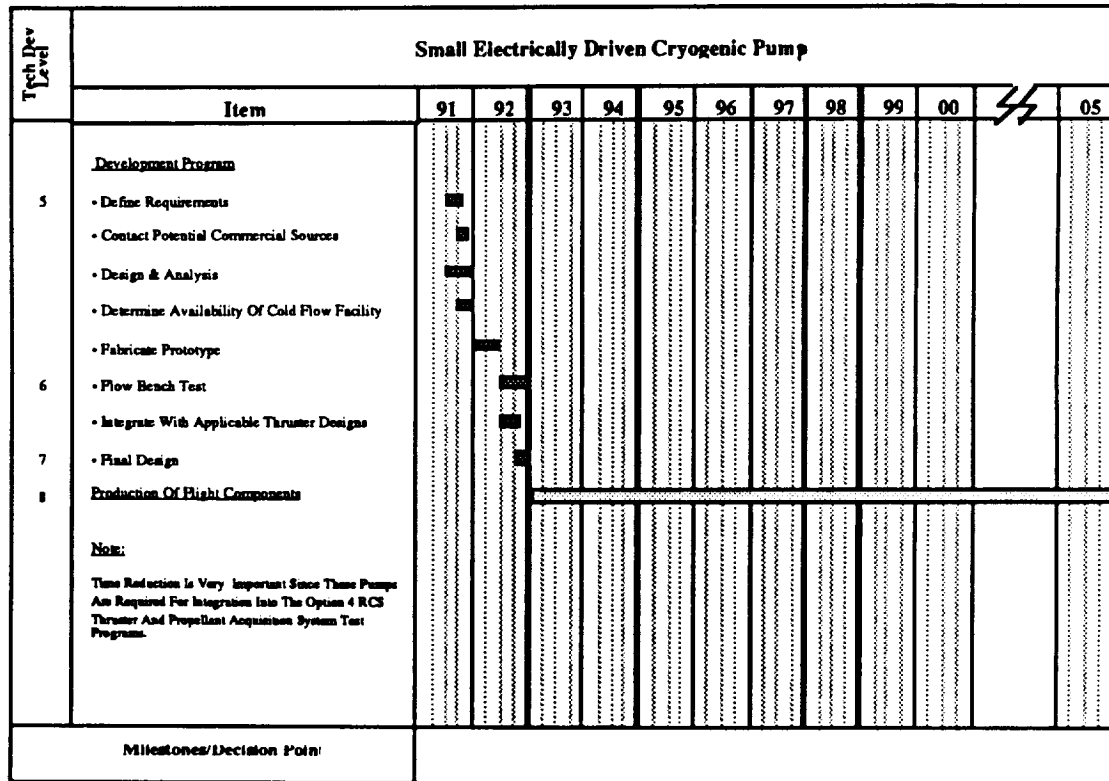 Tech Dev
Level
Small Electrically Driven Cryogenic Pump
Item
91 92 93 94 95 96 97 98 99 00 05
Development Program
5 • Define Requirements
• Contact Potential Commercial Sources
• Design & Analysis
• Determine Availability Of Cold Flow Facility
• Fabricate Prototype
6 • Flow Bench Test
• Integrate With Applicable Thruster Designs
7 • Final Design
8 Production Of Flight Components
Note:
Time Reduction Is Very Important Since These Pumps
Are Required For Integration Into The Option 4 RCS
Thruster And Propellant Acquisition System Test
Programs.
Milestones/Decision Point